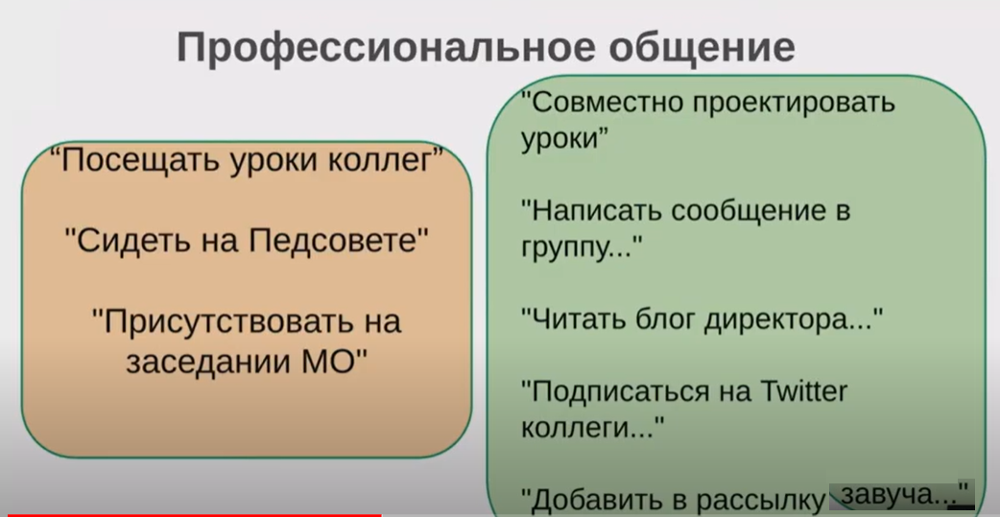 Профессиональное общение
“Посещать уроки коллег”
"Сидеть на Педсовете"
"Присутствовать на
заседании МО"
"Совместно проектировать
уроки”
"Написать сообщение в
группу..."
"Читать блог директора..."
"Подписаться на Twitter
коллеги..."
"Добавить в рассылку завуча..."